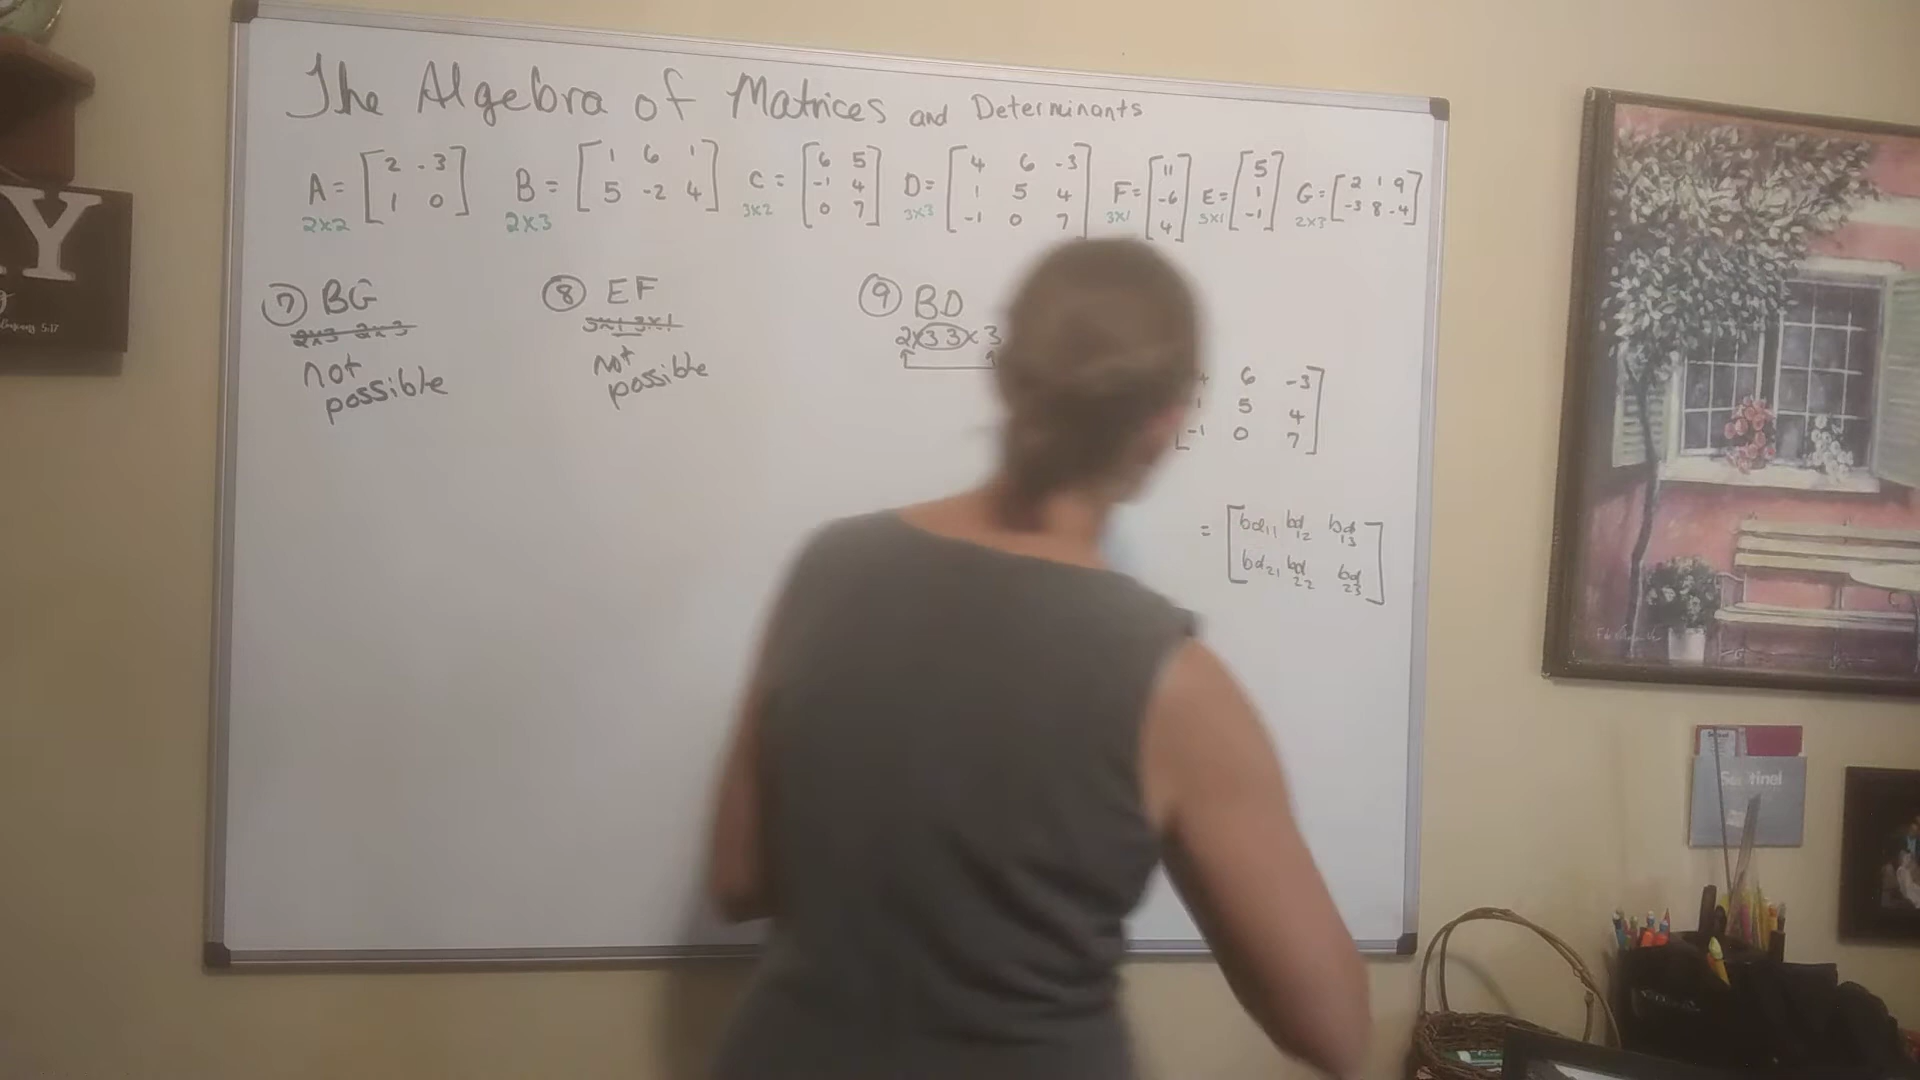 The Algebra of Matrices and Determinants
A = [2 -3
1 0]
2x2
B = [1 6 1
5 -2 4]
2x3
C = [6 5
-1 4
0 7]
3x2
D = [4 6 -3
1 5 4
-1 0 7]
3x3
F = [11
-6
4]
3x1
E = [5
1
-1]
3x1
G = [2 1 9
-3 8 -4]
2x3
⑦ BG
2x3 2x3
not
possible
⑧ EF
3x1 3x1
not
possible
⑨ BD
2x3 3x3
6 -3]
1 5 4
-1 0 7
= [bd11 bd12 bd13
bd21 bd22 bd23]
Y
5:17
Sentinel